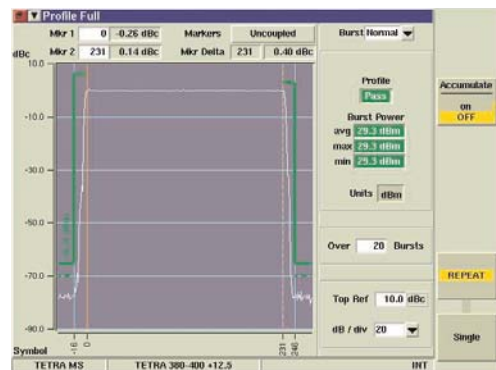 Profile Full
Mkr 1 0 -0.26 dBc Markers Uncoupled
Mkr 2 231 0.14 dBc Mkr Delta 231 0.40 dBc
Burst Normal
dBc
10.0
-10.0
-30.0
-50.0
-70.0
-90.0
Symbol
-16
0
231
246
Profile
Pass
Burst Power
avg 29.3 dBm
max 29.3 dBm
min 29.3 dBm
Units dBm
Over 20 Bursts
Top Ref 10.0 dBc
dB / div 20
Accumulate
on
OFF
REPEAT
Single
TETRA MS TETRA 380-400 +12.5 INT